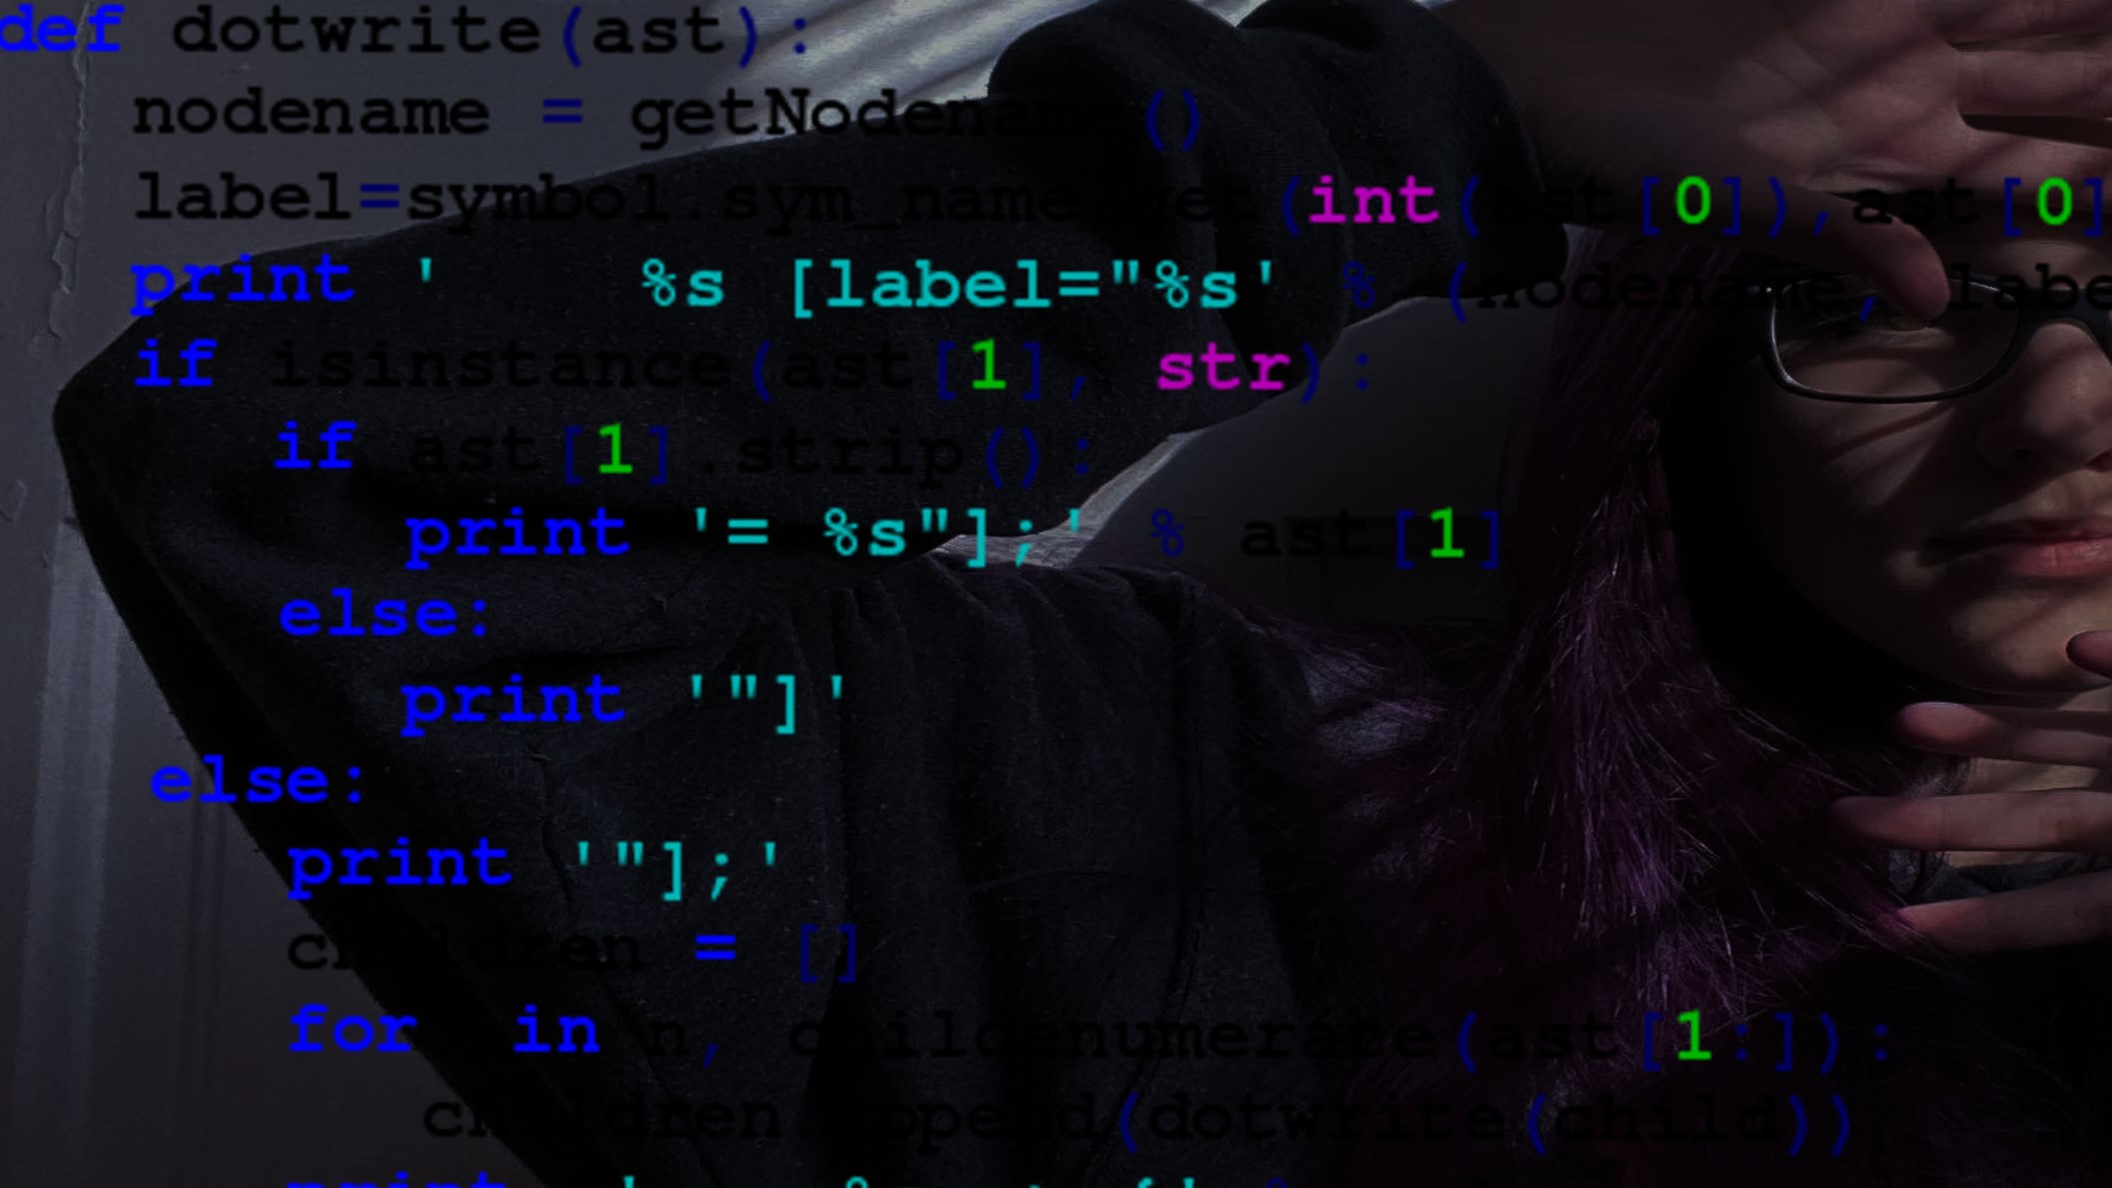 def dotwrite(ast):
nodename = getNodename()
label=symbol.sym_name.get(int(ast[0]),ast[0]
print '    %s [label="%s' % (nodename, labe
if isinstance(ast[1], str):
if ast[1].strip():
print '= %s"];' % ast[1]
else:
print '"]'
else:
print '"];'
children = []
for in n, childenumerate(ast[1:]):
children.append(dotwrite(child))
print '